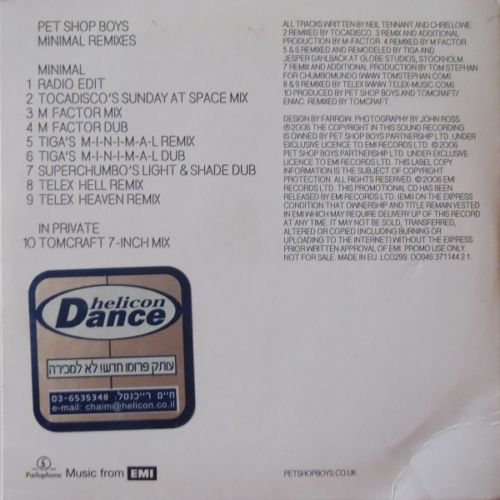 PET SHOP BOYS
MINIMAL REMIXES
MINIMAL
1 RADIO EDIT
2 TOCADISCO'S SUNDAY AT SPACE MIX
3 M FACTOR MIX
4 M FACTOR DUB
5 TIGA'S M-I-N-I-M-A-L REMIX
6 TIGA'S M-I-N-I-M-A-L DUB
7 SUPERCHUMBO'S LIGHT & SHADE DUB
8 TELEX HELL REMIX
9 TELEX HEAVEN REMIX
IN PRIVATE
10 TOMCRAFT 7-INCH MIX
helicon
Dance
עותק פרומו חדשי לא למכירה
חיים רייכנטל: 03-6535348
e-mail: chaim@helicon.co.il
Parlophone
Music from EMI
ALL TRACKS WRITTEN BY NEIL TENNANT AND CHRIS LOWE.
2 REMIXED BY TOCADISCO. 3 REMIX AND ADDITIONAL
PRODUCTION BY M-FACTOR. 4 REMIXED BY M FACTOR.
5 & 6 REMIXED AND REMODELED BY TIGA AND
JESPER DAHLBACK AT GLOBE STUDIOS, STOCKHOLM.
7 REMIX AND ADDITIONAL PRODUCTION BY TOM STEPHAN
FOR CHUMBOMUNDO (WWW.TOMSTEPHAN.COM).
8 & 9 REMIXED BY TELEX (WWW.TELEX-MUSIC.COM).
10 PRODUCED BY PET SHOP BOYS AND TOMCRAFT/
ENIAC. REMIXED BY TOMCRAFT.
DESIGN BY FARROW. PHOTOGRAPHY BY JOHN ROSS.
℗2006 THE COPYRIGHT IN THIS SOUND RECORDING
IS OWNED BY PET SHOP BOYS PARTNERSHIP LTD. UNDER
EXCLUSIVE LICENCE TO EMI RECORDS LTD. ©2006
PET SHOP BOYS PARTNERSHIP LTD. UNDER EXCLUSIVE
LICENCE TO EMI RECORDS LTD. THIS LABEL COPY
INFORMATION IS THE SUBJECT OF COPYRIGHT
PROTECTION. ALL RIGHTS RESERVED. ©2006 EMI
RECORDS LTD. THIS PROMOTIONAL CD HAS BEEN
RELEASED BY EMI RECORDS LTD. (EMI) ON THE EXPRESS
CONDITION THAT OWNERSHIP AND TITLE REMAIN VESTED
IN EMI WHICH MAY REQUIRE DELIVERY UP OF THIS RECORD
AT ANY TIME. IT MAY NOT BE SOLD, TRANSFERRED,
ALTERED OR COPIED (INCLUDING BURNING OR
UPLOADING TO THE INTERNET) WITHOUT THE EXPRESS
PRIOR WRITTEN APPROVAL OF EMI. PROMO USE ONLY.
NOT FOR SALE. MADE IN EU. LC0299. 00946 371144 2 1.
PETSHOPBOYS.CO.UK